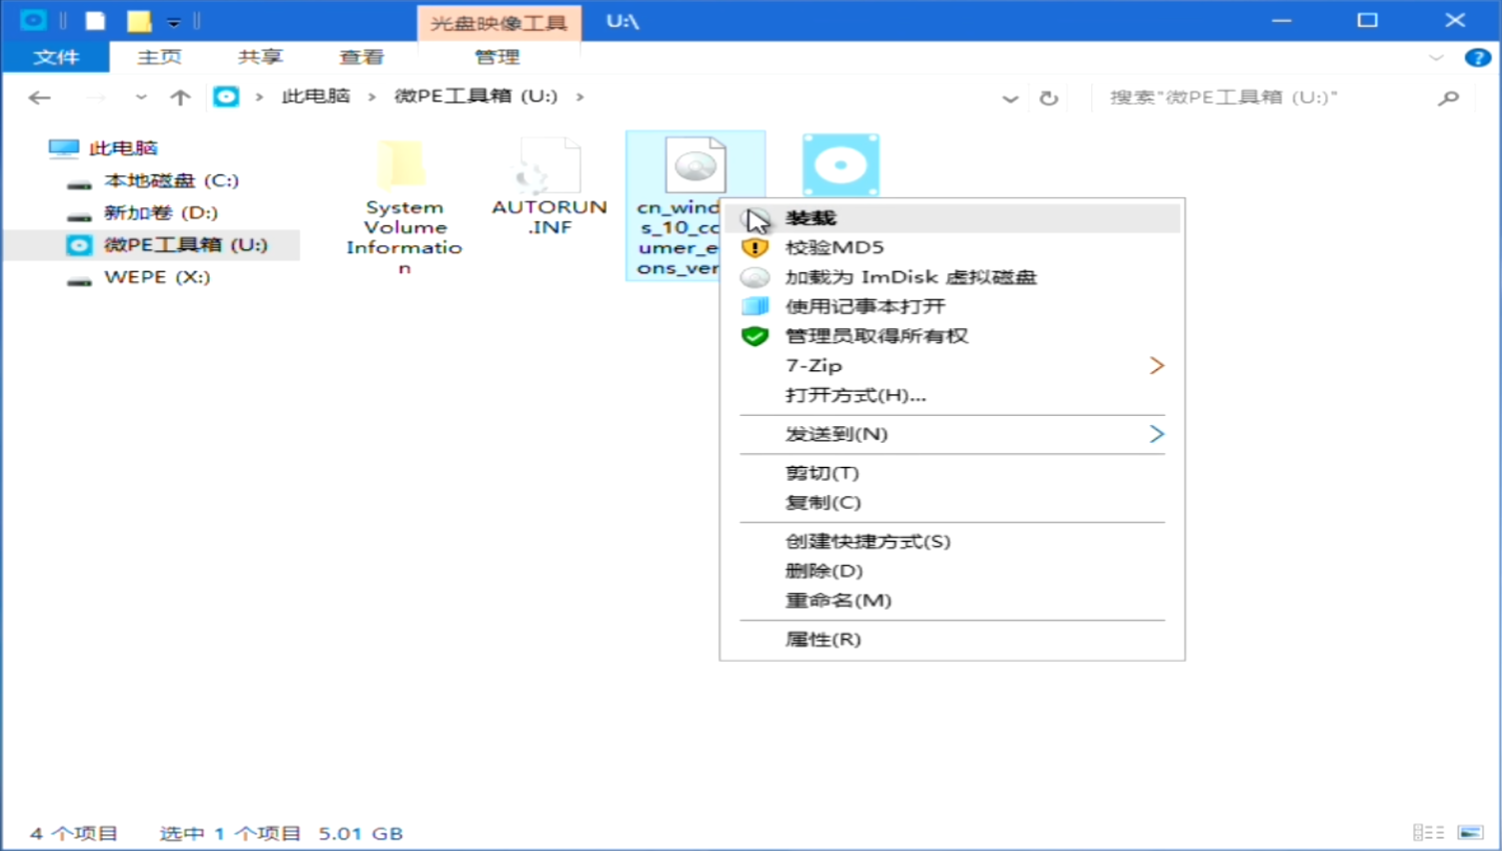 光盘映像工具
U:\
文件
主页
共享
查看
管理
此电脑
微PE工具箱 (U:)
搜索"微PE工具箱 (U:)"
此电脑
本地磁盘 (C:)
新加卷 (D:)
微PE工具箱 (U:)
WEPE (X:)
System
Volume
Informatio
n
AUTORUN
.INF
cn_wind
s_10_co
umer_e
ons_ver
装载
校验MD5
加载为 ImDisk 虚拟磁盘
使用记事本打开
管理员取得所有权
7-Zip
打开方式(H)...
发送到(N)
剪切(T)
复制(C)
创建快捷方式(S)
删除(D)
重命名(M)
属性(R)
4 个项目
选中 1 个项目
5.01 GB